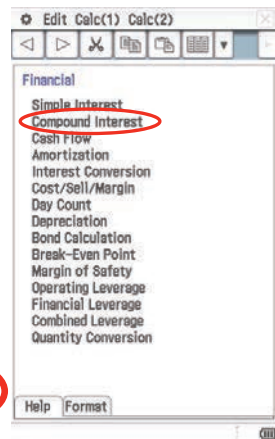 Edit Calc(1) Calc(2)
Financial
Simple Interest
Compound Interest
Cash Flow
Amortization
Interest Conversion
Cost/Sell/Margin
Day Count
Depreciation
Bond Calculation
Break-Even Point
Margin of Safety
Operating Leverage
Financial Leverage
Combined Leverage
Quantity Conversion
Help Format